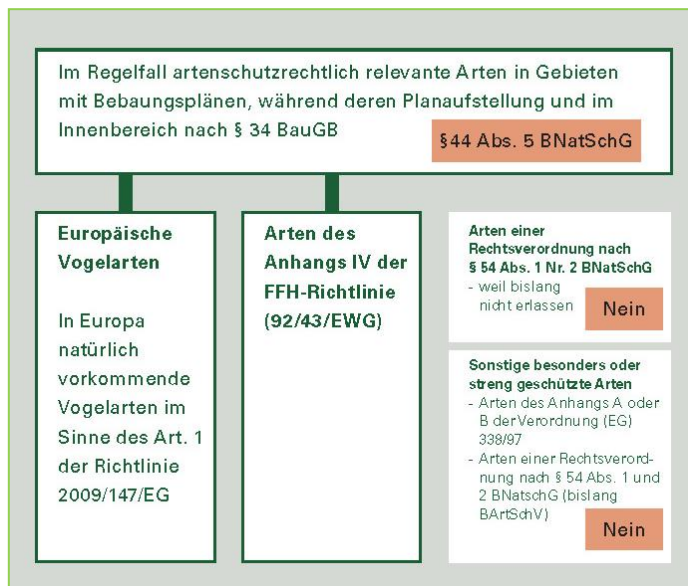 Im Regelfall artenschutzrechtlich relevante Arten in Gebieten
mit Bebaungsplänen, während deren Planaufstellung und im
Innenbereich nach § 34 BauGB
§44 Abs. 5 BNatSchG
Europäische
Vogelarten
In Europa
natürlich
vorkommende
Vogelarten im
Sinne des Art. 1
der Richtlinie
2009/147/EG
Arten des
Anhangs IV der
FFH-Richtlinie
(92/43/EWG)
Arten einer
Rechtsverordnung nach
§ 54 Abs. 1 Nr. 2 BNatSchG
- weil bislang
nicht erlassen
Nein
Sonstige besonders oder
streng geschützte Arten
- Arten des Anhangs A oder
B der Verordnung (EG)
338/97
- Arten einer Rechtsverord-
nung nach § 54 Abs. 1 und
2 BNatschG (bislang
BArtSchV)
Nein